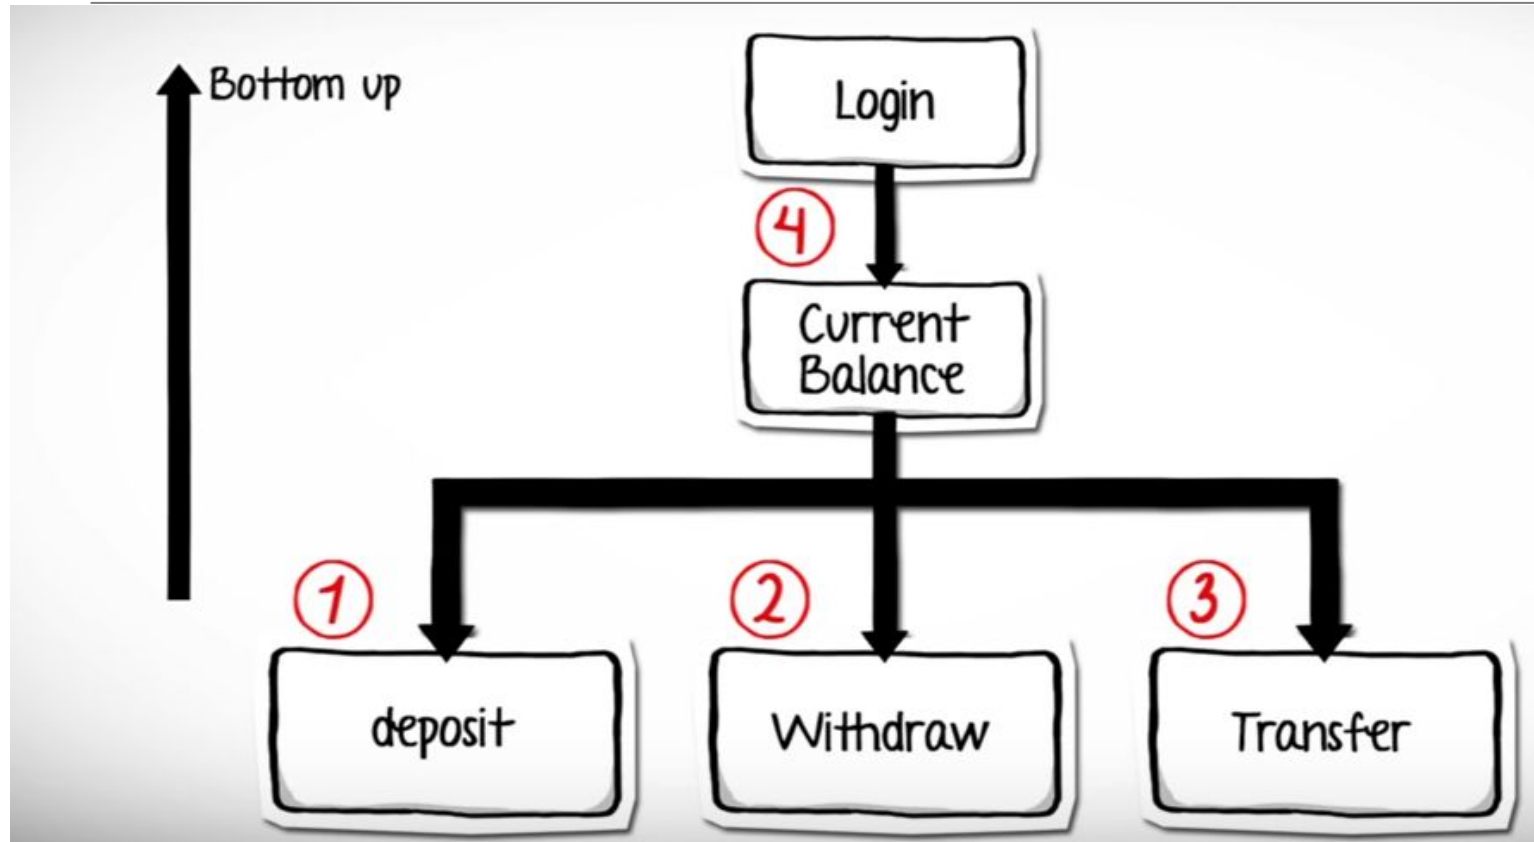 Bottom up
Login
4
Current
Balance
1
2
3
deposit
Withdraw
Transfer